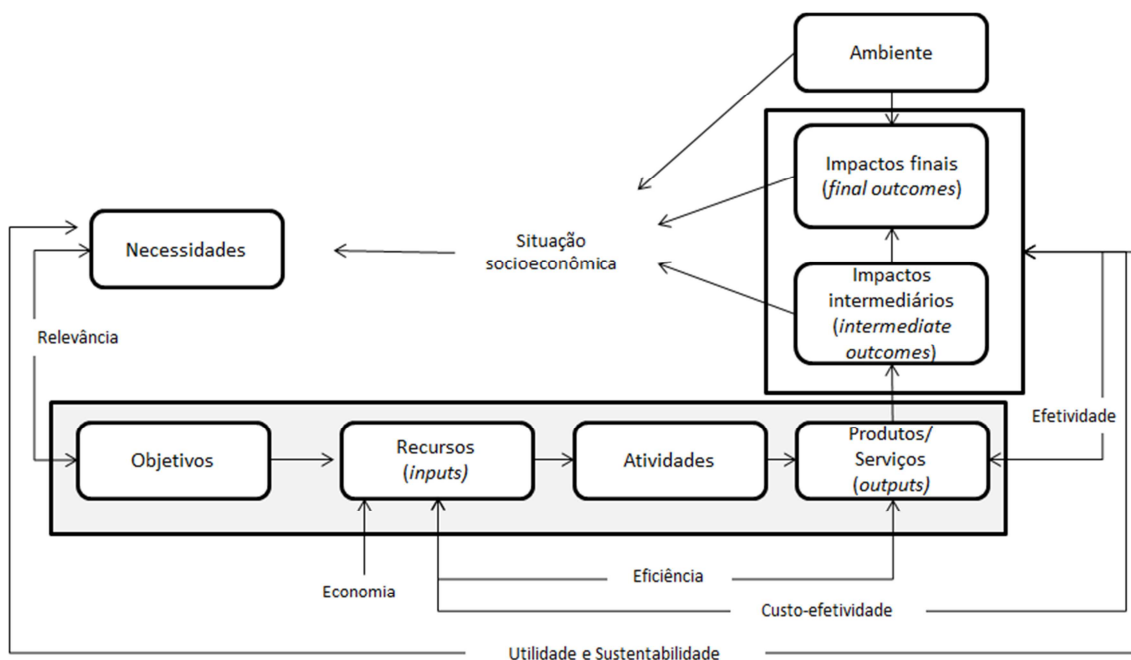 Ambiente
Impactos finais
(final outcomes)
Necessidades
Situação
socioeconômica
Impactos
intermediários
(intermediate
outcomes)
Relevância
Efetividade
Objetivos
Recursos
(inputs)
Atividades
Produtos/
Serviços
(outputs)
Economia
Eficiência
Custo-efetividade
Utilidade e Sustentabilidade